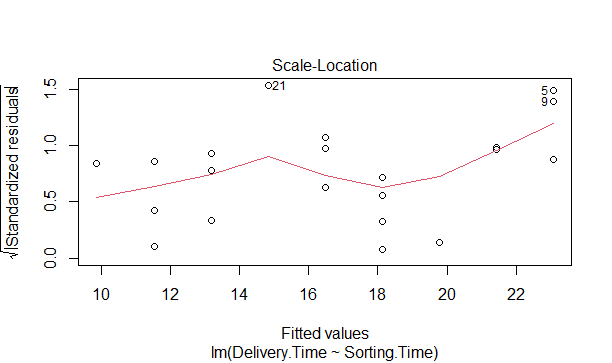 Scale-Location
√|Standardized residuals|
1.5
1.0
0.5
0.0
21
5
9
10 12 14 16 18 20 22
Fitted values
lm(Delivery.Time ~ Sorting.Time)